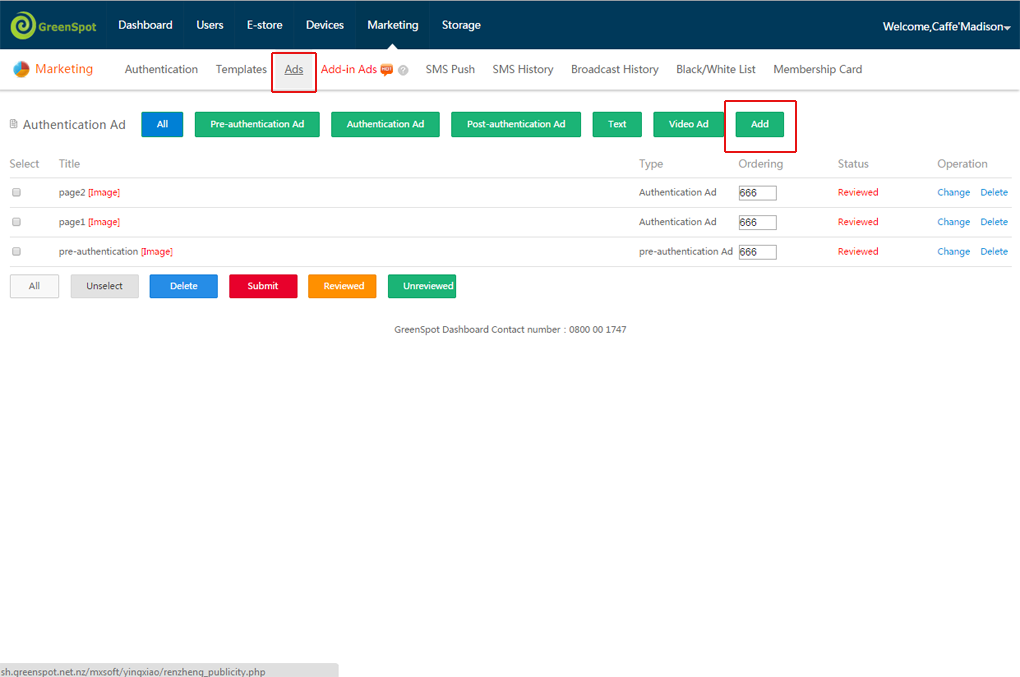 GreenSpot Dashboard Users E-store Devices Marketing Storage Welcome,Caffe'Madison
Marketing Authentication Templates Ads Add-in Ads HOT ? SMS Push SMS History Broadcast History Black/White List Membership Card
Authentication Ad All Pre-authentication Ad Authentication Ad Post-authentication Ad Text Video Ad Add
Select Title Type Ordering Status Operation
page2 [Image] Authentication Ad 666 Reviewed Change Delete
page1 [Image] Authentication Ad 666 Reviewed Change Delete
pre-authentication [Image] pre-authentication Ad 666 Reviewed Change Delete
All Unselect Delete Submit Reviewed Unreviewed
GreenSpot Dashboard Contact number : 0800 00 1747
sh.greenspot.net.nz/mxsoft/yingxiao/renzheng_publicity.php